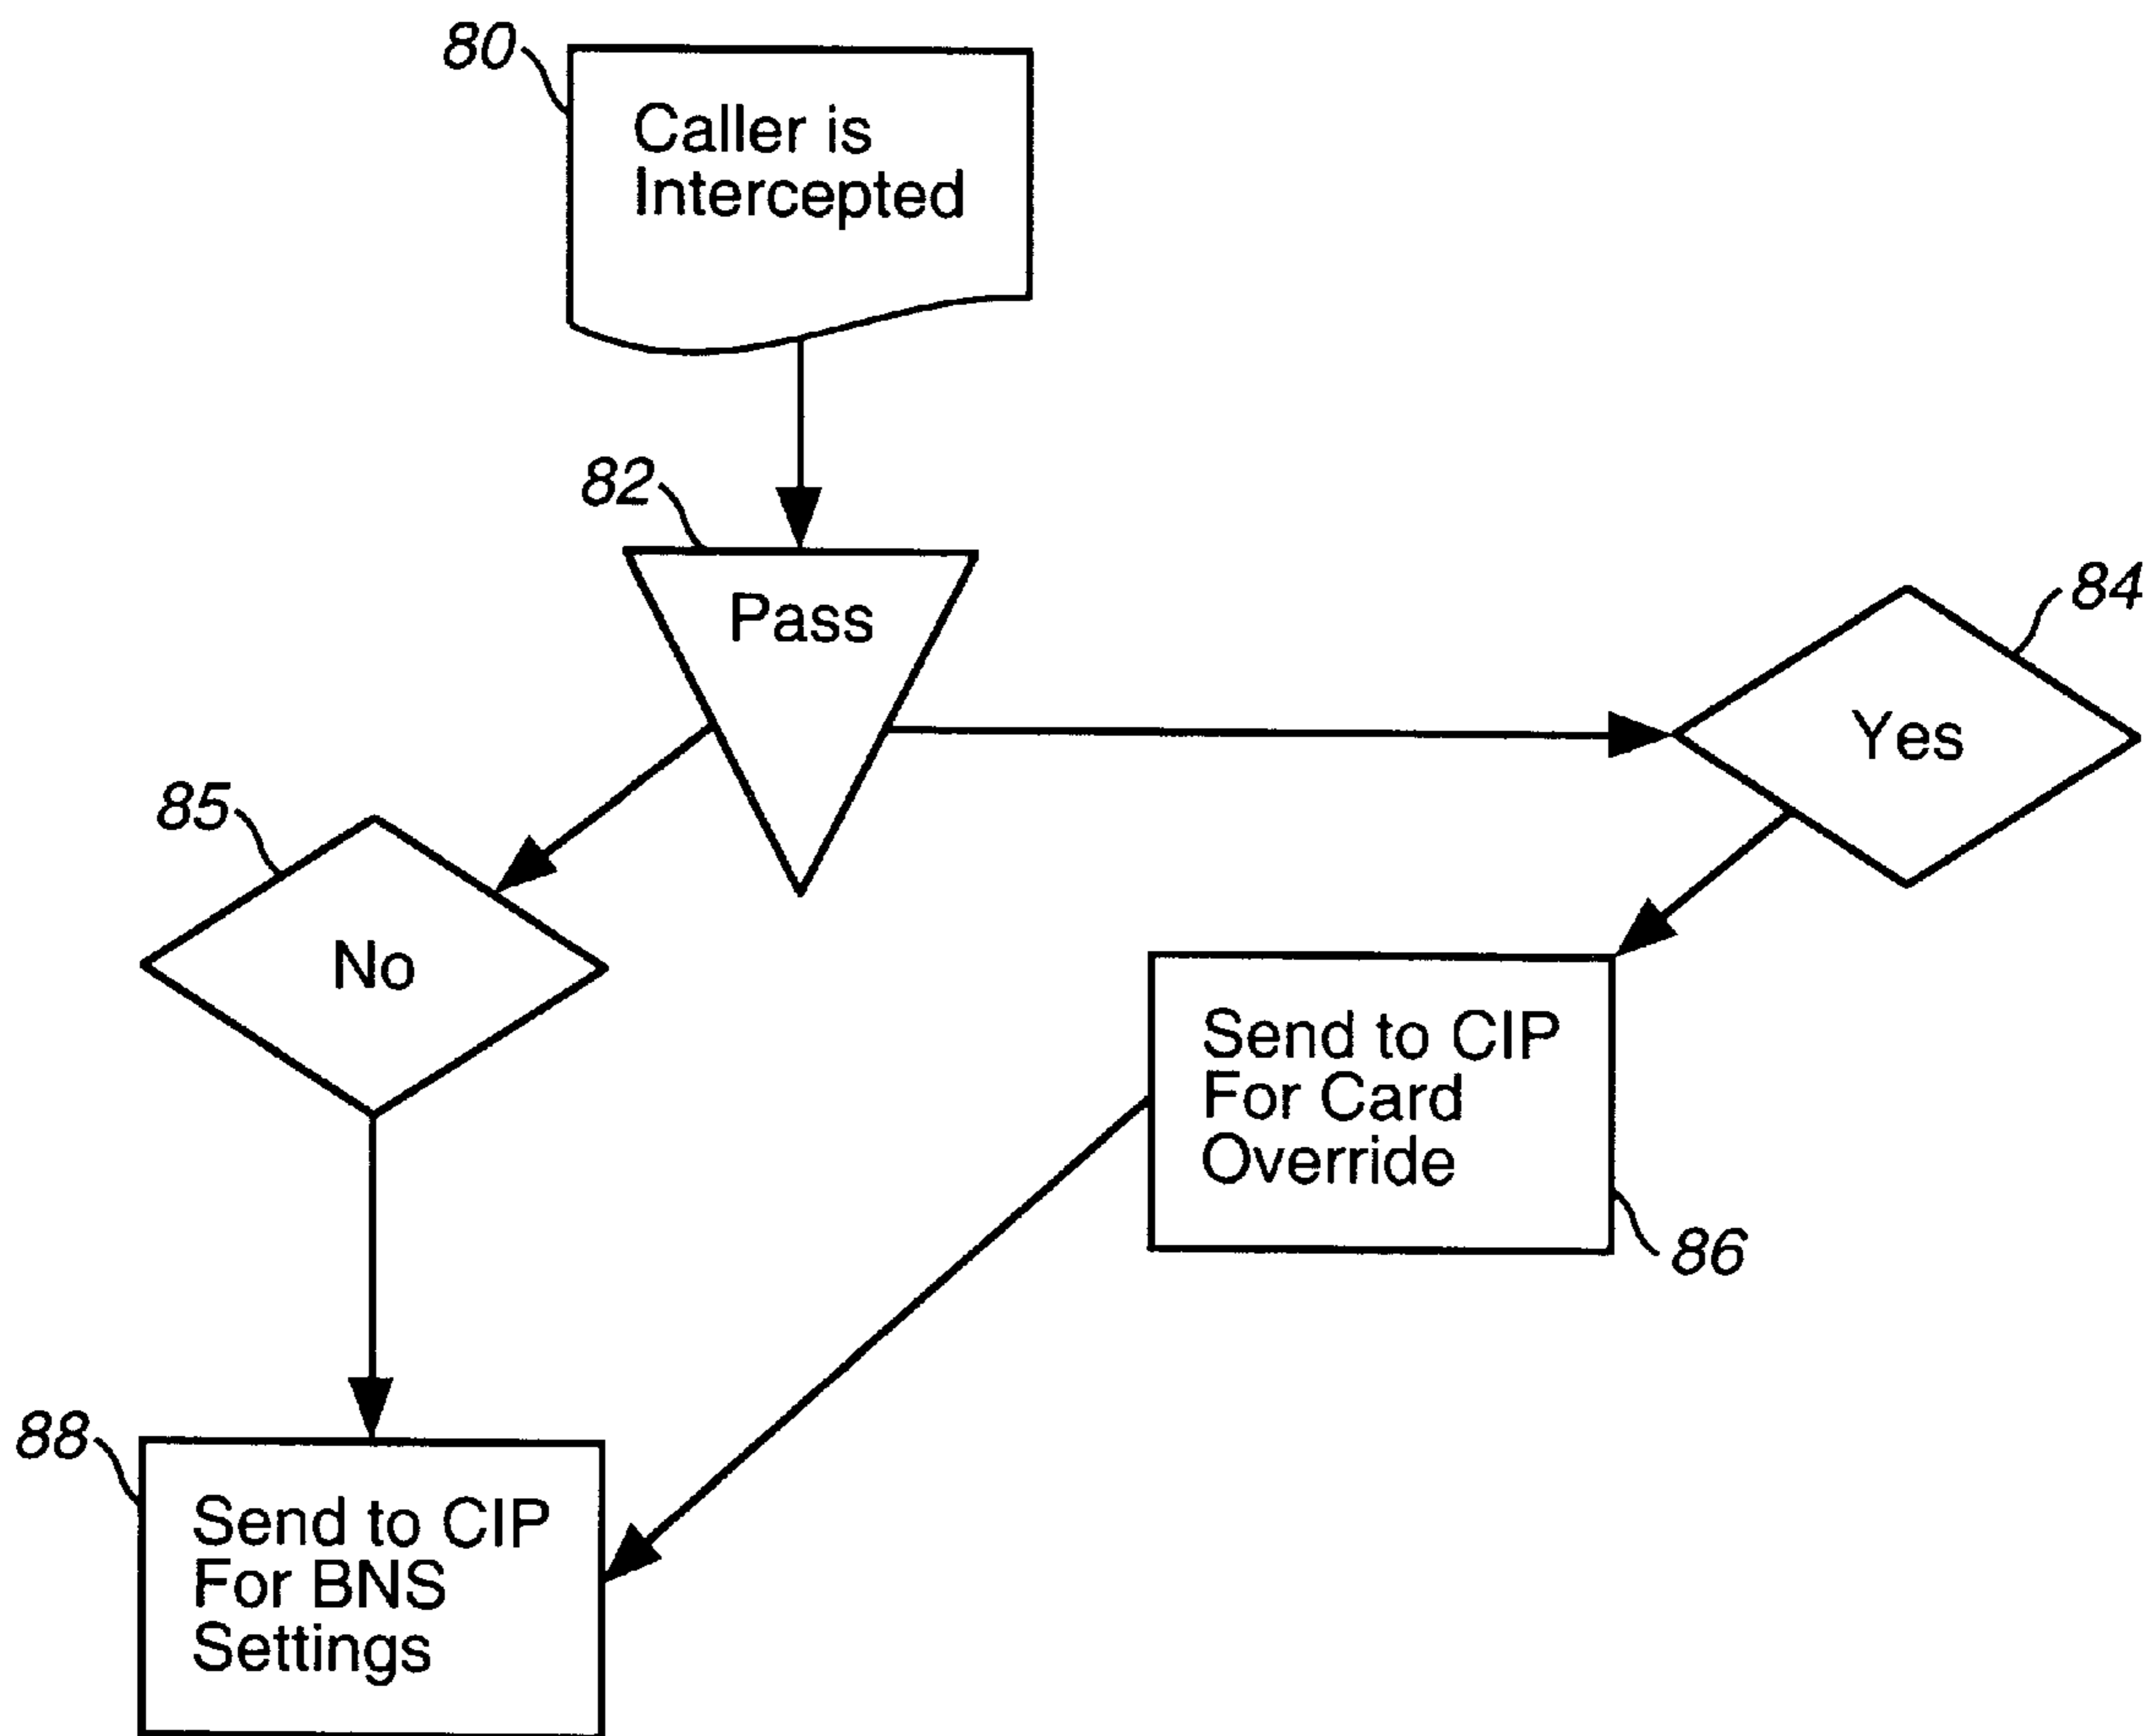 80
Caller is
Intercepted
82
Pass
84
Yes
85
No
Send to CIP
For Card
Override
86
88
Send to CIP
For BNS
Settings